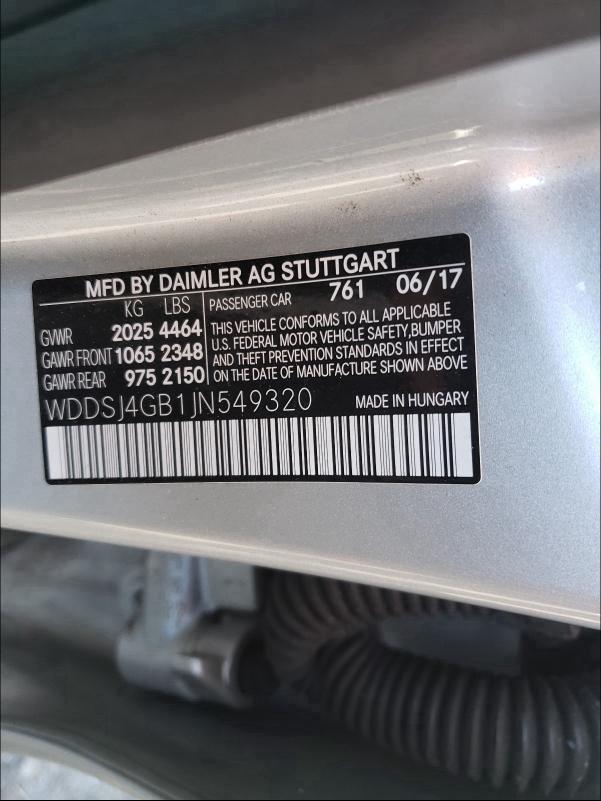 MFD BY DAIMLER AG STUTTGART
KG LBS PASSENGER CAR 761 06/17
GVWR 2025 4464 THIS VEHICLE CONFORMS TO ALL APPLICABLE
GAWR FRONT 1065 2348 U.S. FEDERAL MOTOR VEHICLE SAFETY,BUMPER
AND THEFT PREVENTION STANDARDS IN EFFECT
GAWR REAR 975 2150 ON THE DATE OF MANUFACTURE SHOWN ABOVE
WDDSJ4GB1JN549320 MADE IN HUNGARY